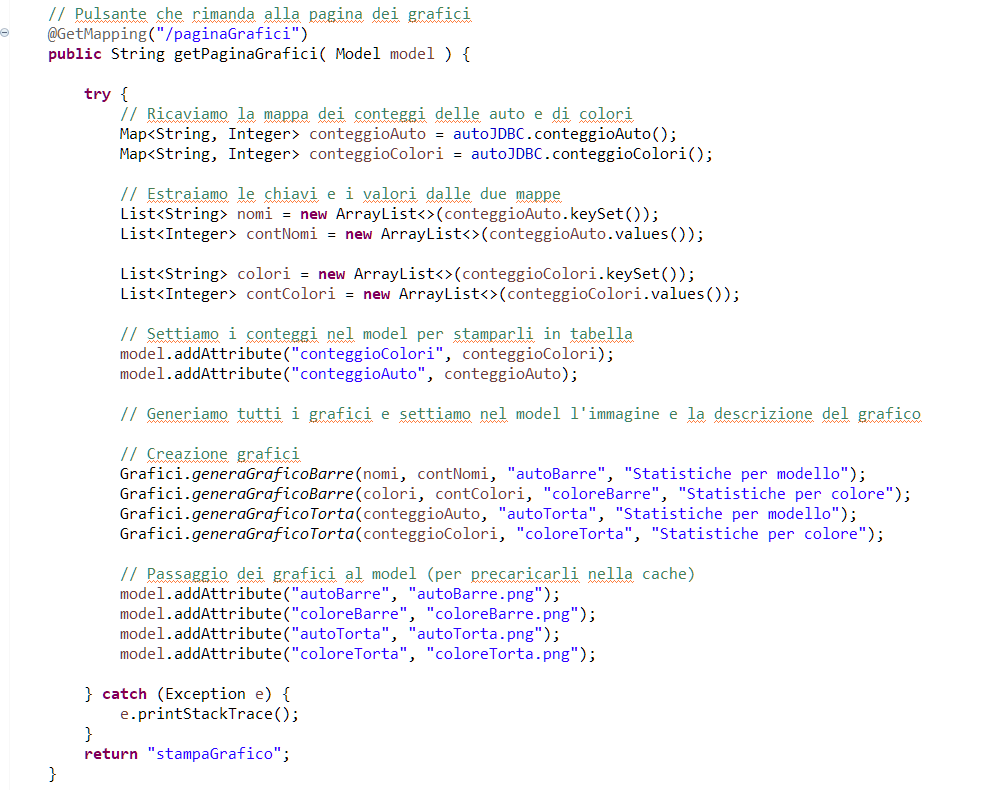 // Pulsante che rimanda alla pagina dei grafici
@GetMapping("/paginaGrafici")
public String getPaginaGrafici( Model model ) {
try {
// Ricaviamo la mappa dei conteggi delle auto e di colori
Map<String, Integer> conteggioAuto = autoJDBC.conteggioAuto();
Map<String, Integer> conteggioColori = autoJDBC.conteggioColori();
// Estraiamo le chiavi e i valori dalle due mappe
List<String> nomi = new ArrayList<>(conteggioAuto.keySet());
List<Integer> contNomi = new ArrayList<>(conteggioAuto.values());
List<String> colori = new ArrayList<>(conteggioColori.keySet());
List<Integer> contColori = new ArrayList<>(conteggioColori.values());
// Settiamo i conteggi nel model per stamparli in tabella
model.addAttribute("conteggioColori", conteggioColori);
model.addAttribute("conteggioAuto", conteggioAuto);
// Generiamo tutti i grafici e settiamo nel model l'immagine e la descrizione del grafico
// Creazione grafici
Grafici.generaGraficoBarre(nomi, contNomi, "autoBarre", "Statistiche per modello");
Grafici.generaGraficoBarre(colori, contColori, "coloreBarre", "Statistiche per colore");
Grafici.generaGraficoTorta(conteggioAuto, "autoTorta", "Statistiche per modello");
Grafici.generaGraficoTorta(conteggioColori, "coloreTorta", "Statistiche per colore");
// Passaggio dei grafici al model (per precaricarli nella cache)
model.addAttribute("autoBarre", "autoBarre.png");
model.addAttribute("coloreBarre", "coloreBarre.png");
model.addAttribute("autoTorta", "autoTorta.png");
model.addAttribute("coloreTorta", "coloreTorta.png");
} catch (Exception e) {
e.printStackTrace();
}
return "stampaGrafico";
}